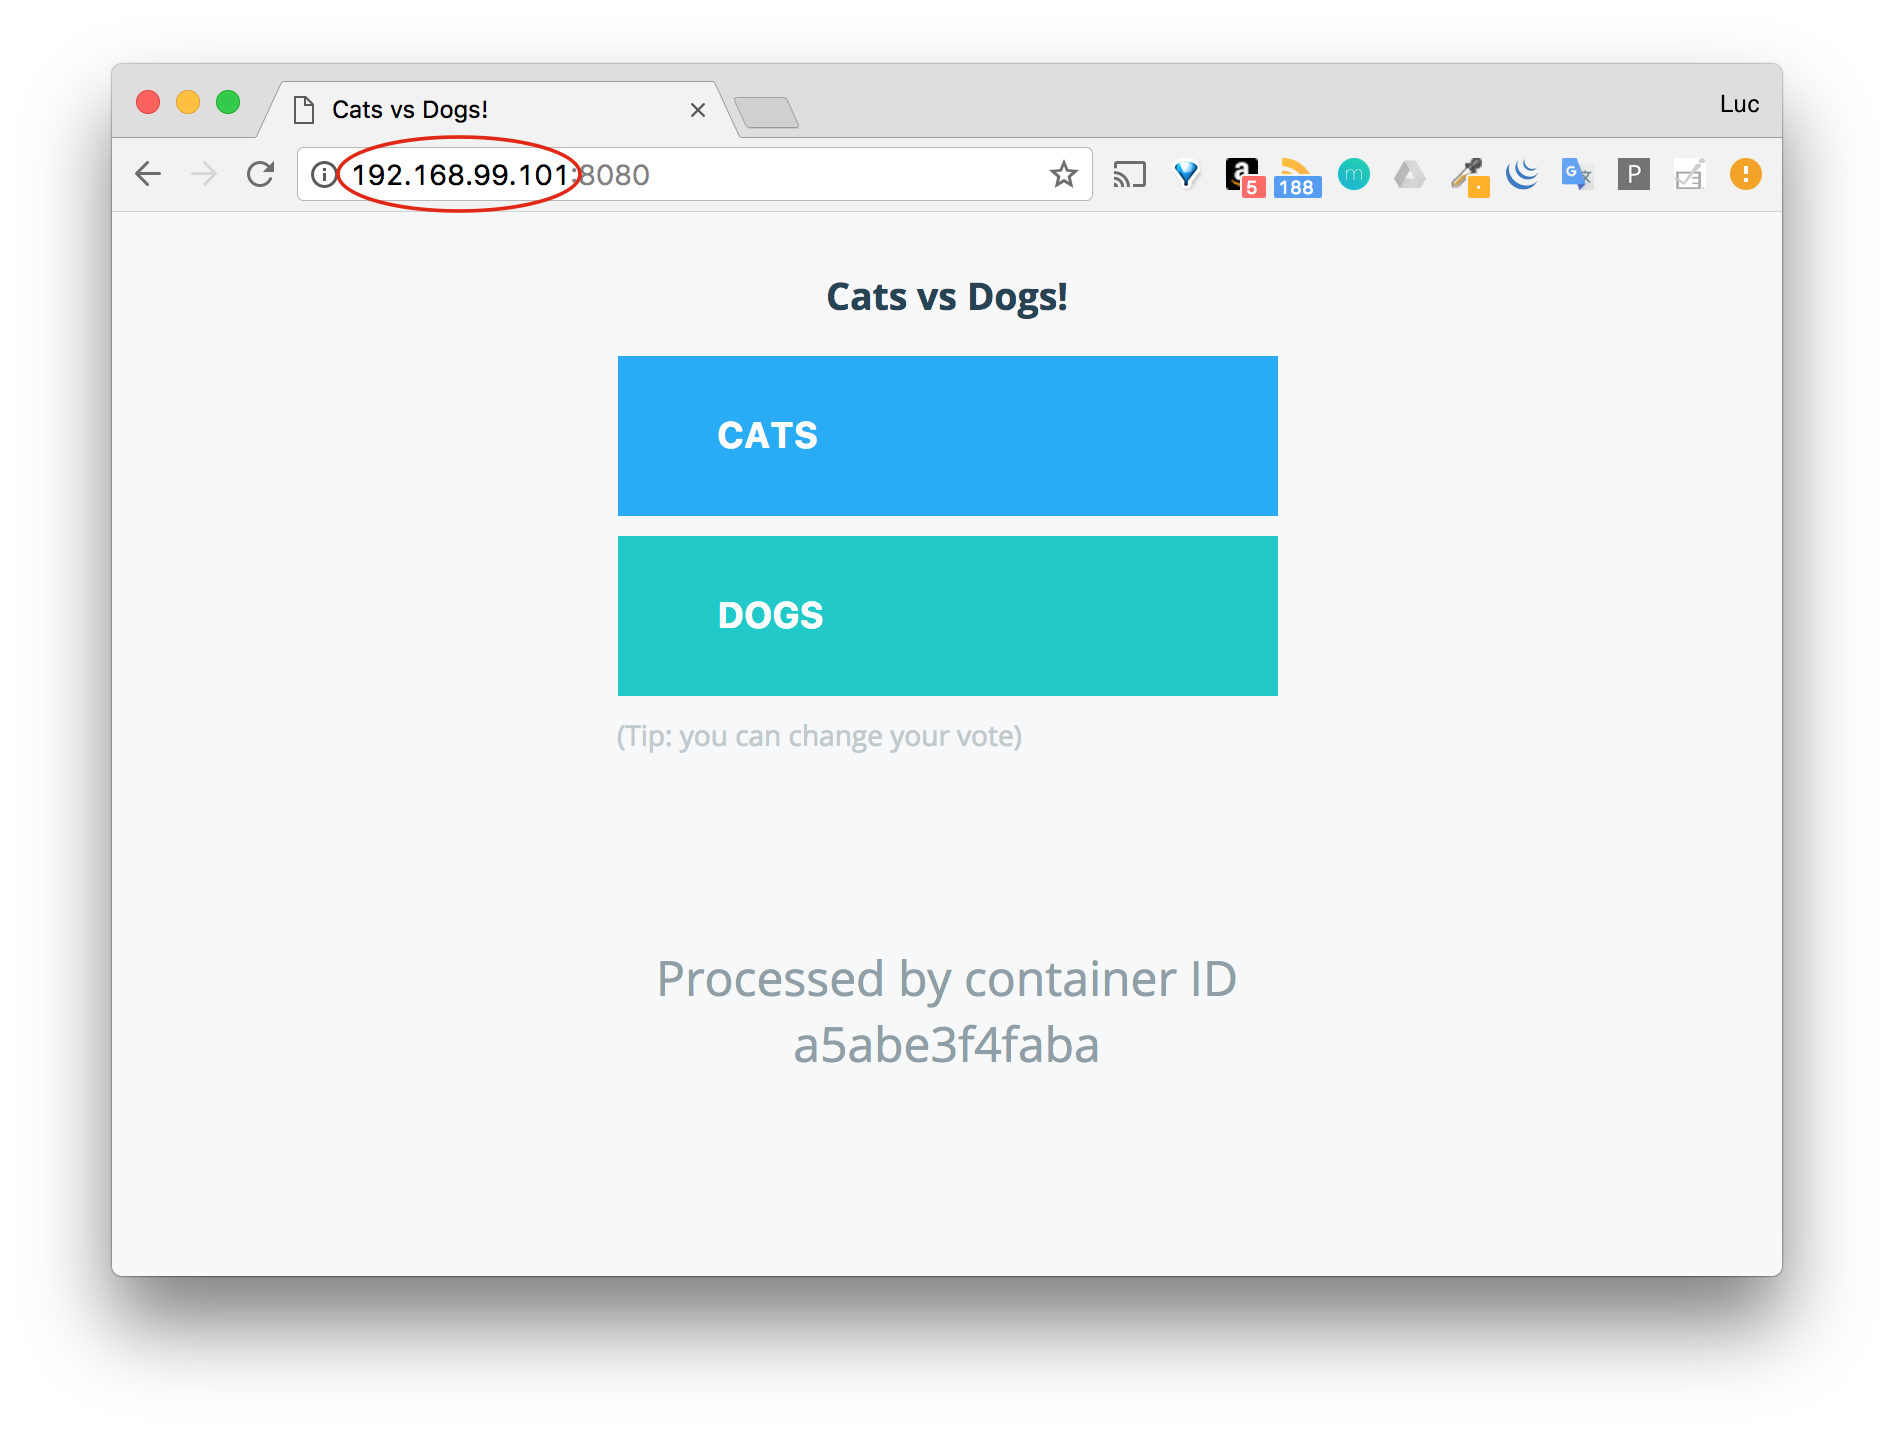 Cats vs Dogs!
Luc
192.168.99.101:8080
a
5
188
m
G
P
Cats vs Dogs!
CATS
DOGS
(Tip: you can change your vote)
Processed by container ID
a5abe3f4faba